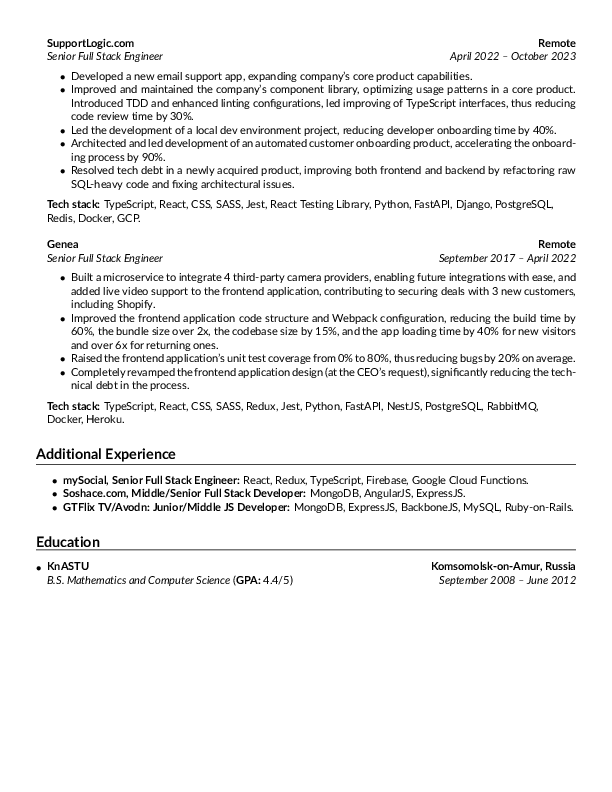 SupportLogic.com Remote
Senior Full Stack Engineer April 2022 – October 2023
• Developed a new email support app, expanding company's core product capabilities.
• Improved and maintained the company's component library, optimizing usage patterns in a core product.
Introduced TDD and enhanced linting configurations, led improving of TypeScript interfaces, thus reducing
code review time by 30%.
• Led the development of a local dev environment project, reducing developer onboarding time by 40%.
• Architected and led development of an automated customer onboarding product, accelerating the onboard-
ing process by 90%.
• Resolved tech debt in a newly acquired product, improving both frontend and backend by refactoring raw
SQL-heavy code and fixing architectural issues.
Tech stack: TypeScript, React, CSS, SASS, Jest, React Testing Library, Python, FastAPI, Django, PostgreSQL,
Redis, Docker, GCP.
Genea Remote
Senior Full Stack Engineer September 2017 – April 2022
• Built a microservice to integrate 4 third-party camera providers, enabling future integrations with ease, and
added live video support to the frontend application, contributing to securing deals with 3 new customers,
including Shopify.
• Improved the frontend application code structure and Webpack configuration, reducing the build time by
60%, the bundle size over 2x, the codebase size by 15%, and the app loading time by 40% for new visitors
and over 6x for returning ones.
• Raised the frontend application's unit test coverage from 0% to 80%, thus reducing bugs by 20% on average.
• Completely revamped the frontend application design (at the CEO's request), significantly reducing the tech-
nical debt in the process.
Tech stack: TypeScript, React, CSS, SASS, Redux, Jest, Python, FastAPI, NestJS, PostgreSQL, RabbitMQ,
Docker, Heroku.
Additional Experience
• mySocial, Senior Full Stack Engineer: React, Redux, TypeScript, Firebase, Google Cloud Functions.
• Soshace.com, Middle/Senior Full Stack Developer: MongoDB, AngularJS, ExpressJS.
• GTFlix TV/Avodn: Junior/Middle JS Developer: MongoDB, ExpressJS, BackboneJS, MySQL, Ruby-on-Rails.
Education
• KnASTU Komsomolsk-on-Amur, Russia
B.S. Mathematics and Computer Science (GPA: 4.4/5) September 2008 – June 2012